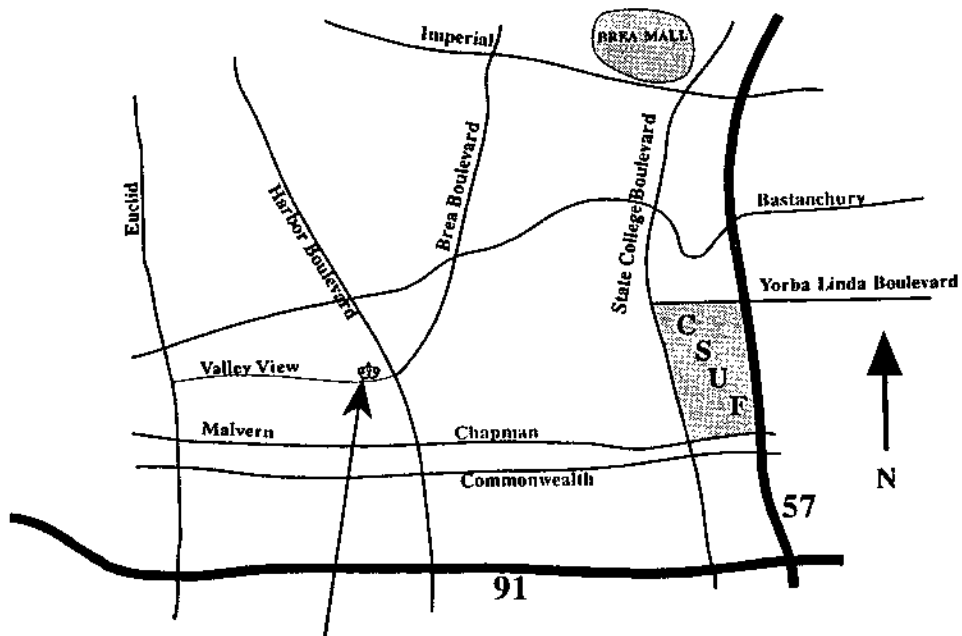 Imperial
BREA MALL
Euclid
Harbor Boulevard
Brea Boulevard
State College Boulevard
Bastanchury
Yorba Linda Boulevard
C
S
U
F
Valley View
Malvern
Chapman
Commonwealth
N
57
91